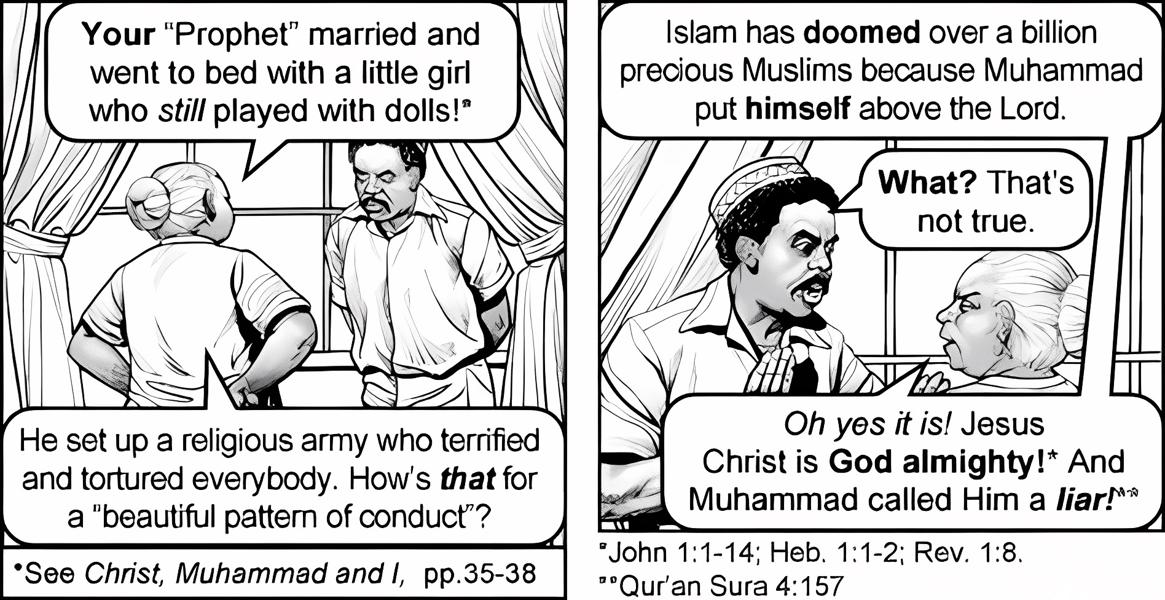 Your "Prophet" married and
went to bed with a little girl
who still played with dolls!*
He set up a religious army who terrified
and tortured everybody. How's that for
a "beautiful pattern of conduct"?
*See Christ, Muhammad and I, pp.35-38
Islam has doomed over a billion
precious Muslims because Muhammad
put himself above the Lord.
What? That's
not true.
Oh yes it is! Jesus
Christ is God almighty!* And
Muhammad called Him a liar!**
*John 1:1-14; Heb. 1:1-2; Rev. 1:8.
**Qur'an Sura 4:157